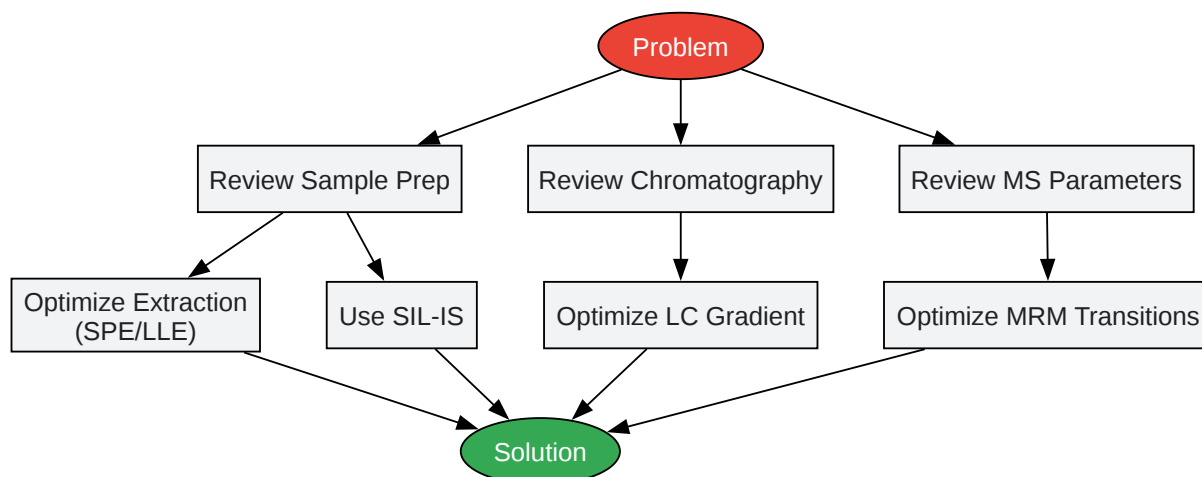 Problem
Review Sample Prep
Review Chromatography
Review MS Parameters
Optimize Extraction
(SPE/LLE)
Use SIL-IS
Optimize LC Gradient
Optimize MRM Transitions
Solution